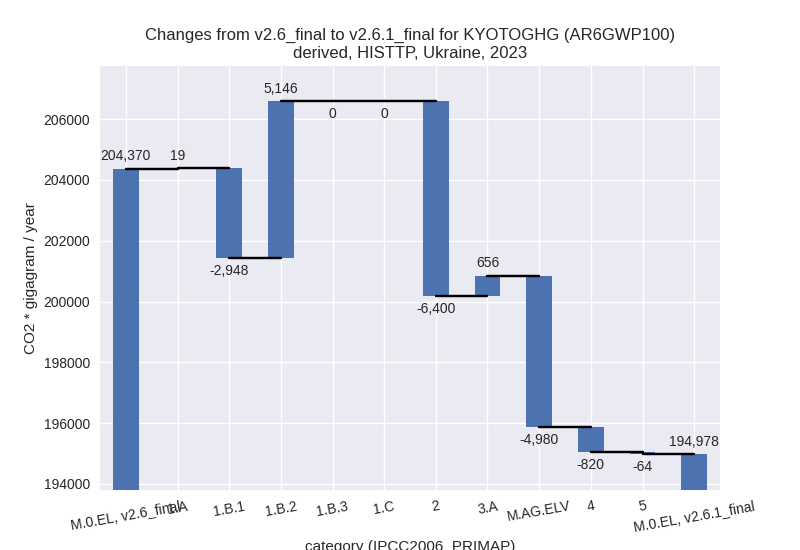 Changes from v2.6_final to v2.6.1_final for KYOTOGHG (AR6GWP100)
derived, HISTTP, Ukraine, 2023
CO2 * gigagram / year
206000
204000
202000
200000
198000
196000
194000
204,370
19
-2,948
5,146
0
0
-6,400
656
-4,980
-820
-64
194,978
M.0.EL, v2.6_final
1.A
1.B.1
1.B.2
1.B.3
1.C
2
3.A
M.AG.ELV
4
5
M.0.EL, v2.6.1_final
category (IPCC2006_PRIMAP)